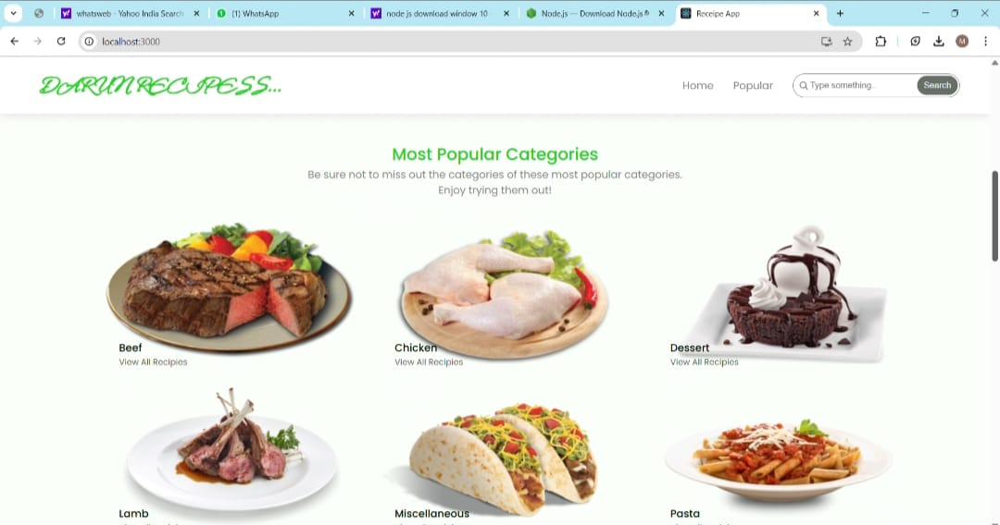 whatsweb - Yahoo India Search
(1) WhatsApp
node js download window 10
Node.js — Download Node.js®
Receipe App
localhost:3000
M
DARUN RECIPESS...
Home
Popular
Type something..
Search
Most Popular Categories
Be sure not to miss out the categories of these most popular categories.
Enjoy trying them out!
Beef
View All Recipies
Chicken
View All Recipies
Dessert
View All Recipies
Lamb
Miscellaneous
Pasta